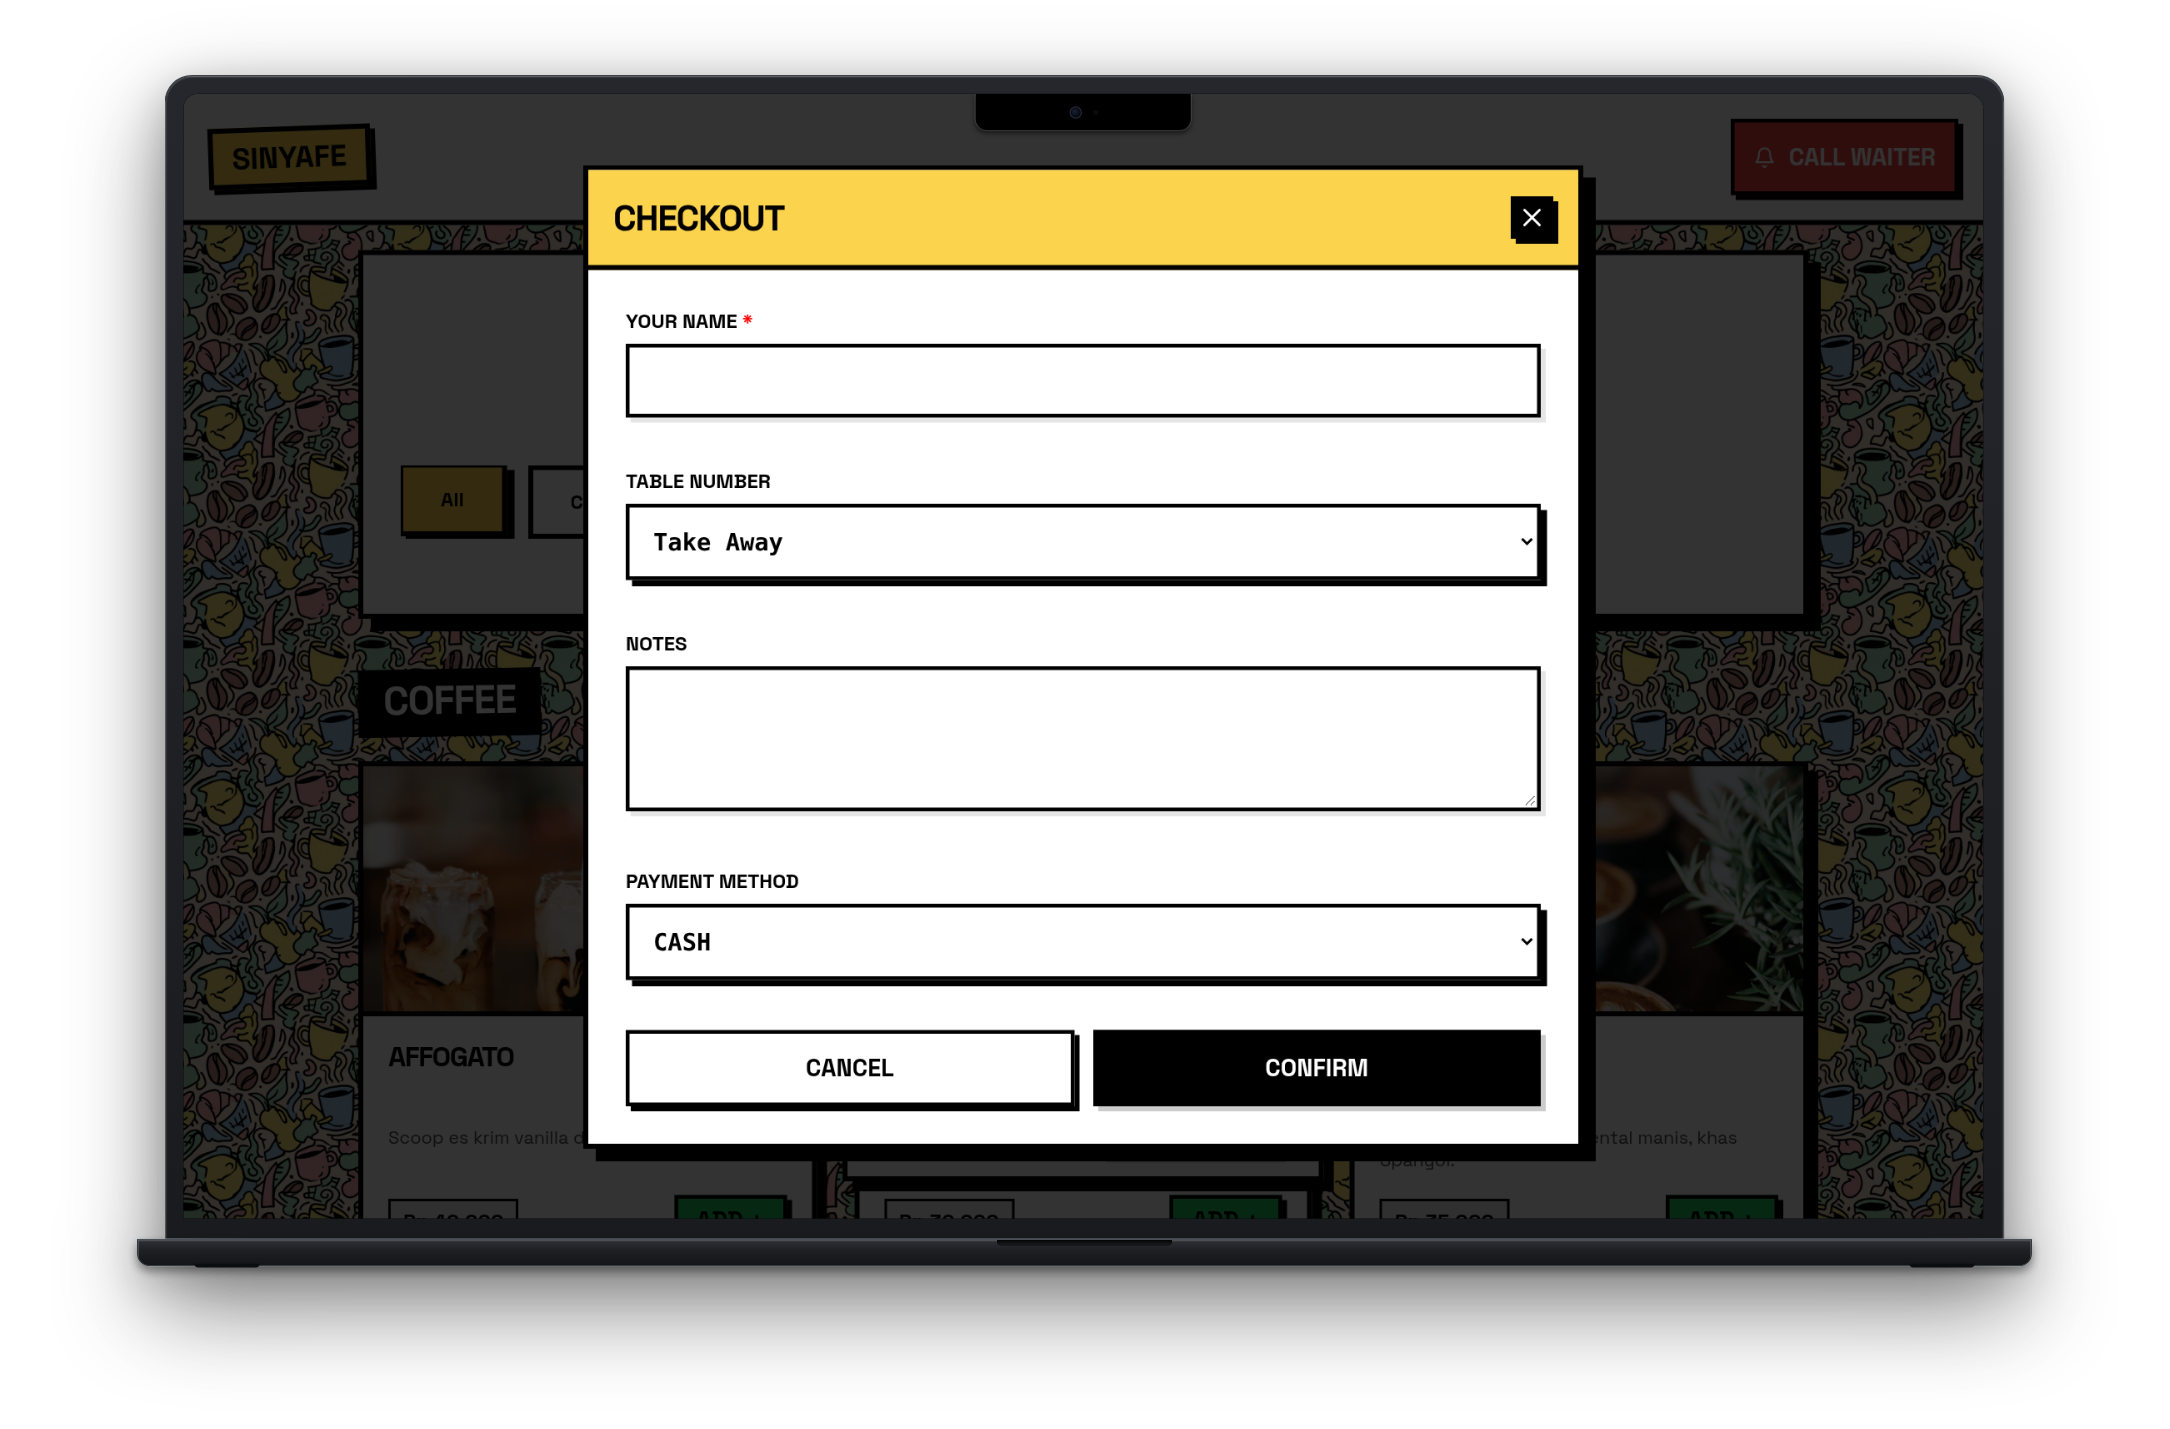 SINYAFE
CALL WAITER
CHECKOUT
YOUR NAME *
All
TABLE NUMBER
Take Away
NOTES
COFFEE
PAYMENT METHOD
CASH
AFFOGATO
CANCEL
CONFIRM
Scoop es krim vanilla
manis, khas